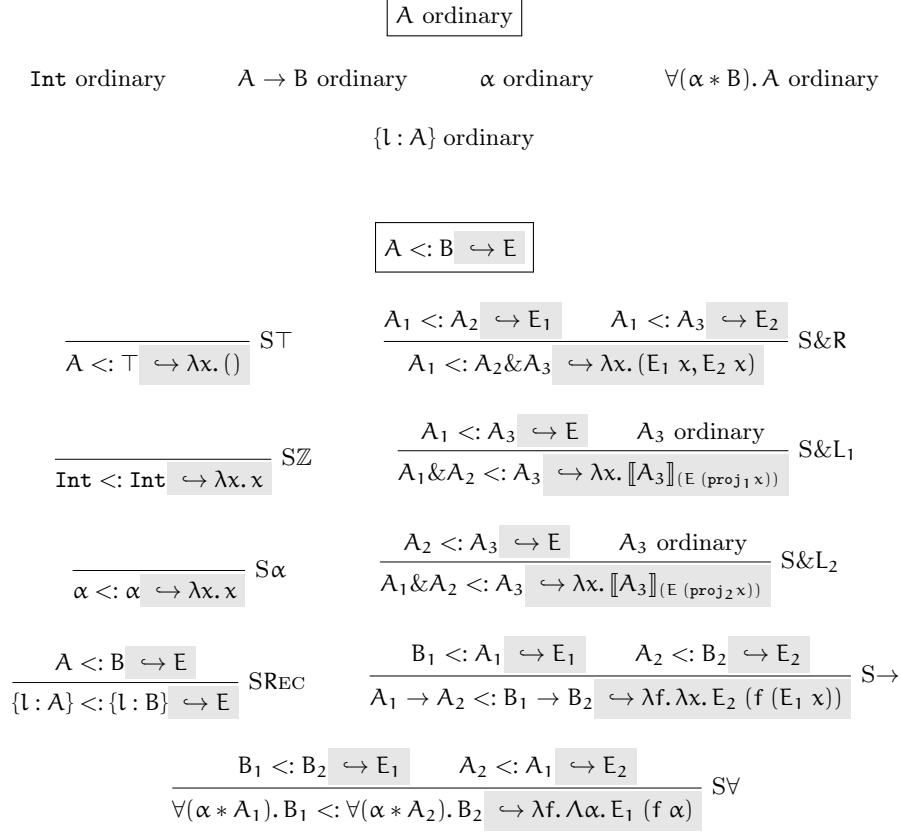 A ordinary
Int ordinary A → B ordinary α ordinary ∀(α ∗ B). A ordinary
{l : A} ordinary
A <: B ↪ E
A <: ⊤ ↪ λx. () S⊤
A₁ <: A₂ ↪ E₁ A₁ <: A₃ ↪ E₂
A₁ <: A₂&A₃ ↪ λx. (E₁ x, E₂ x) S&R
Int <: Int ↪ λx. x Sℤ
A₁ <: A₃ ↪ E A₃ ordinary
A₁&A₂ <: A₃ ↪ λx. ⟦A₃⟧(E (proj₁ x)) S&L₁
α <: α ↪ λx. x Sα
A₂ <: A₃ ↪ E A₃ ordinary
A₁&A₂ <: A₃ ↪ λx. ⟦A₃⟧(E (proj₂ x)) S&L₂
A <: B ↪ E
{l : A} <: {l : B} ↪ E SREC
B₁ <: A₁ ↪ E₁ A₂ <: B₂ ↪ E₂
A₁ → A₂ <: B₁ → B₂ ↪ λf. λx. E₂ (f (E₁ x)) S→
B₁ <: B₂ ↪ E₁ A₂ <: A₁ ↪ E₂
∀(α ∗ A₁). B₁ <: ∀(α ∗ A₂). B₂ ↪ λf. Λα. E₁ (f α) S∀